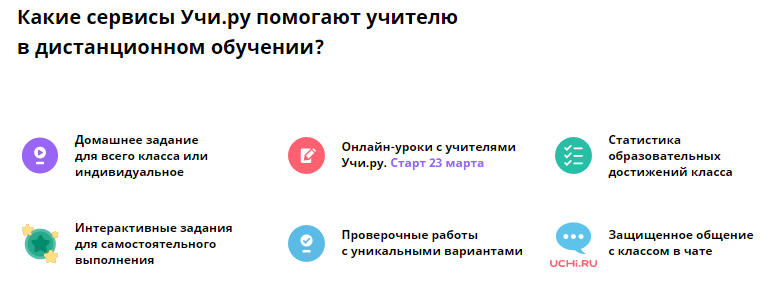 Какие сервисы Учи.ру помогают учителю
в дистанционном обучении?
Домашнее задание
для всего класса или
индивидуальное
Онлайн-уроки с учителями
Учи.ру. Старт 23 марта
Статистика
образовательных
достижений класса
Интерактивные задания
для самостоятельного
выполнения
Проверочные работы
с уникальными вариантами
Защищенное общение
с классом в чате
UCHi.RU